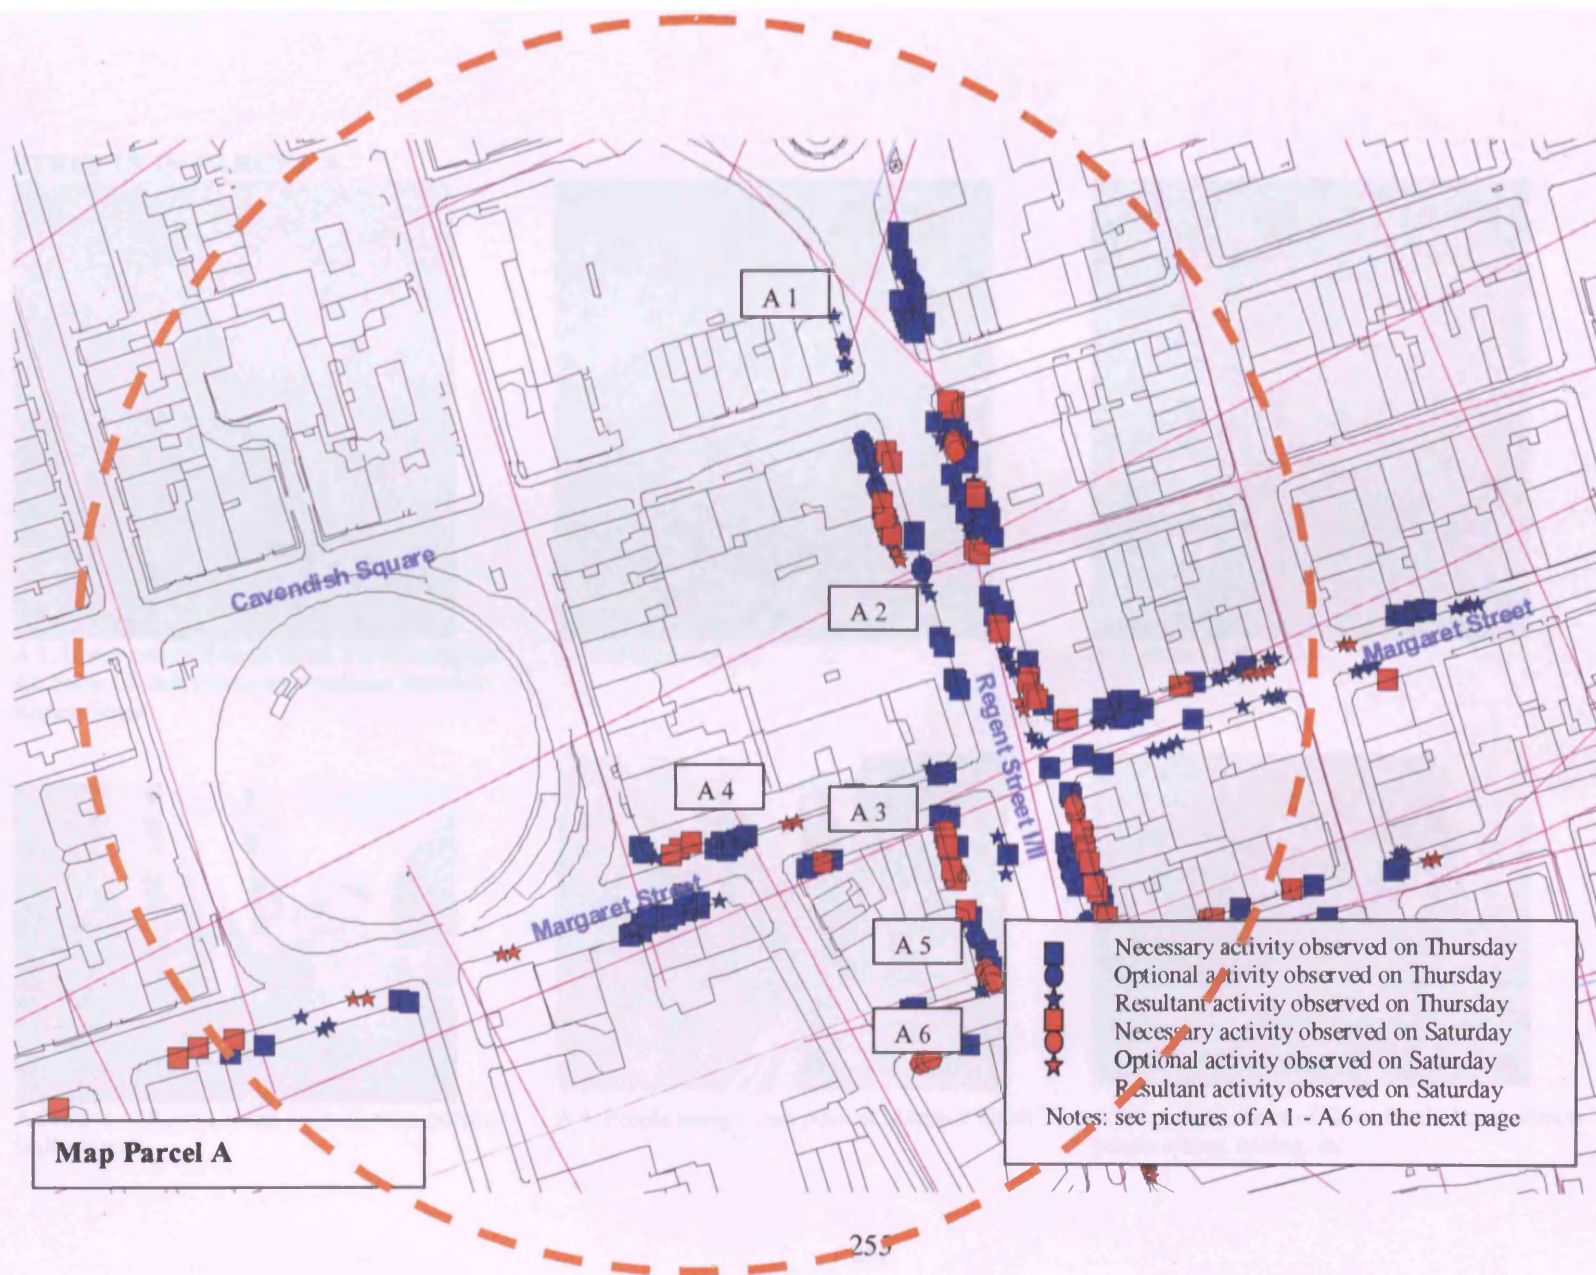 A 1
Cavendish Square
A 2
Margaret Street
Regent Street I/II
A 4
A 3
Margaret Street
A 5
A 6
Necessary activity observed on Thursday
Optional activity observed on Thursday
Resultant activity observed on Thursday
Necessary activity observed on Saturday
Optional activity observed on Saturday
Resultant activity observed on Saturday
Notes: see pictures of A 1 - A 6 on the next page
Map Parcel A
255